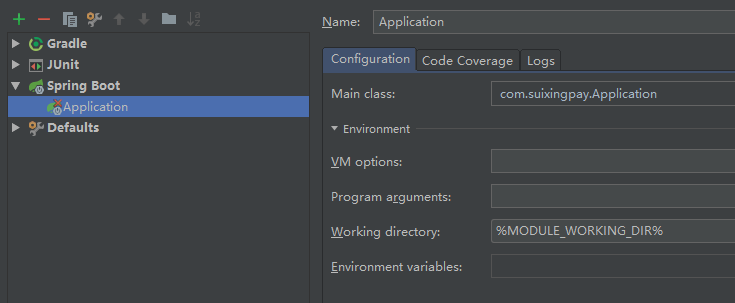 Name: Application
Gradle
JUnit
Spring Boot
Application
Defaults
Configuration Code Coverage Logs
Main class: com.suixingpay.Application
Environment
VM options:
Program arguments:
Working directory: %MODULE_WORKING_DIR%
Environment variables: